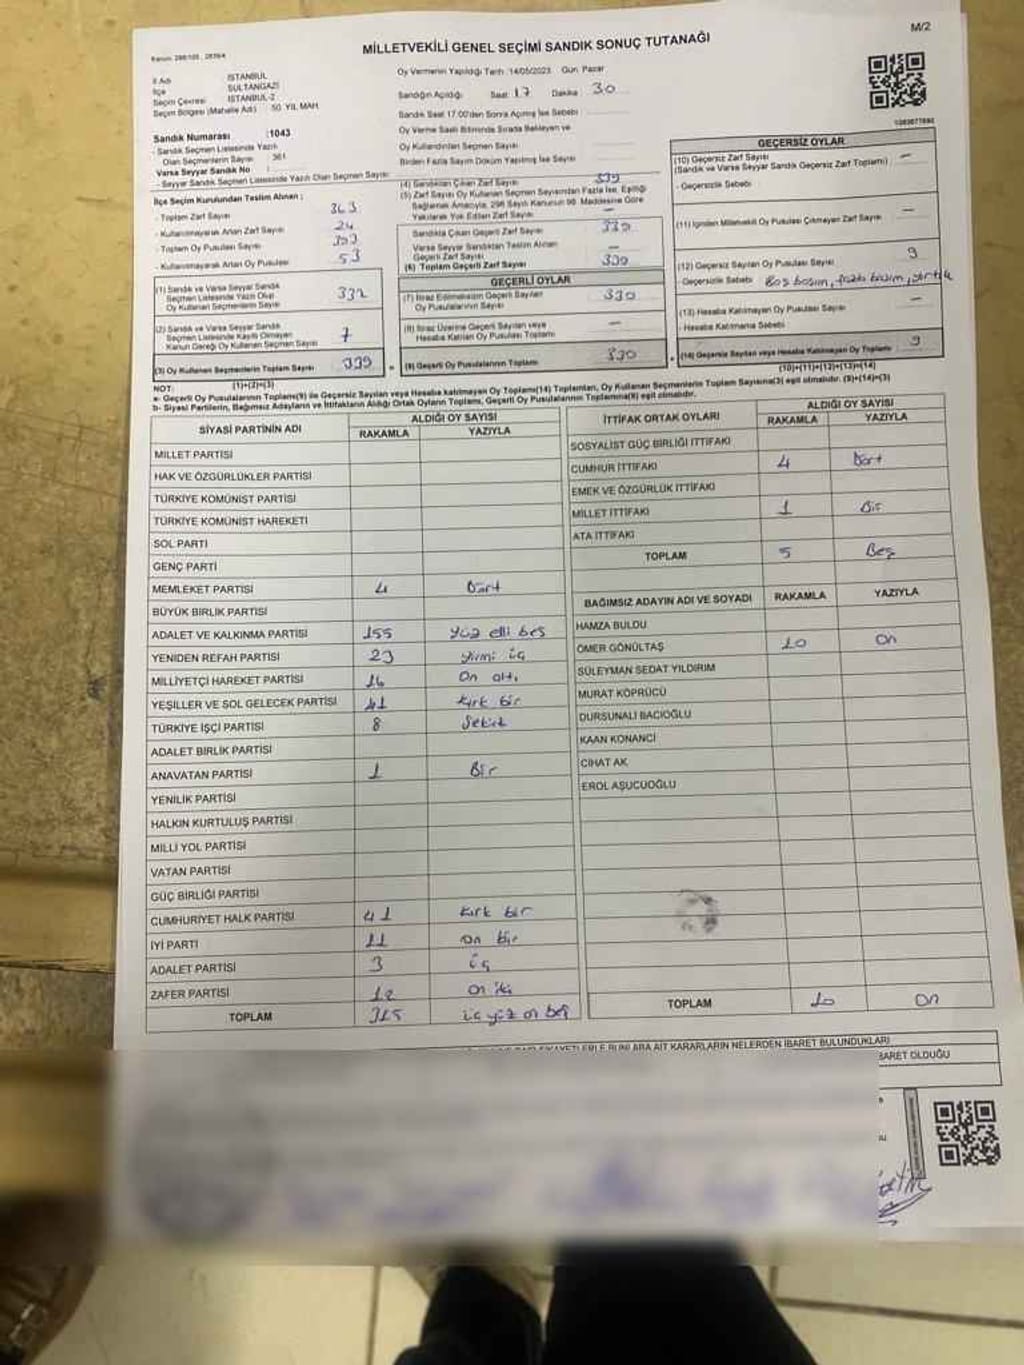 M/2
MİLLETVEKİLİ GENEL SEÇİMİ SANDIK SONUÇ TUTANAĞI
İl Adı İSTANBUL
İlçe SULTANGAZİ
Seçim Çevresi İSTANBUL-2
Seçim Bölgesi (Mahalle Adı) 50. YIL MAH.
Sandık Numarası :1043
- Sandık Seçmen Listesinde Yazılı
Olan Seçmenlerin Sayısı 361
Varsa Seyyar Sandık No :
- Seyyar Sandık Seçmen Listesinde Yazılı Olan Seçmen Sayısı:
Oy Vermenin Yapıldığı Tarih :14/05/2023 Gün: Pazar
Sandığın Açıldığı Saat 17 Dakika 30
Sandık Saat 17:00'den Sonra Açılmış İse Sebebi
Oy Verme Saati Bitiminde Sırada Bekleyen ve
Oy Kullandırılan Seçmen Sayısı
Birden Fazla Sayım Döküm Yapılmış İse Sayısı
İlçe Seçim Kurulundan Teslim Alınan ;
- Toplam Zarf Sayısı 363
- Kullanılmayarak Artan Zarf Sayısı 24
- Toplam Oy Pusulası Sayısı 393
- Kullanılmayarak Artan Oy Pusulası 53
(1) Sandık ve Varsa Seyyar Sandık
Seçmen Listesinde Yazılı Olup
Oy Kullanan Seçmenlerin Sayısı 332
(2) Sandık ve Varsa Seyyar Sandık
Seçmen Listesinde Kayıtlı Olmayan
Kanun Gereği Oy Kullanan Seçmen Sayısı 7
(3) Oy Kullanan Seçmenlerin Toplam Sayısı 339
(1)+(2)=(3)
(4) Sandıktan Çıkan Zarf Sayısı 339
(5) Zarf Sayısı Oy Kullanan Seçmen Sayısından Fazla İse, Eşitliği
Sağlamak Amacıyla, 298 Sayılı Kanunun 98. Maddesine Göre
Yakılarak Yok Edilen Zarf Sayısı —
Sandıkta Çıkan Geçerli Zarf Sayısı 339
Varsa Seyyar Sandıktan Teslim Alınan
Geçerli Zarf Sayısı —
(6) Toplam Geçerli Zarf Sayısı 339
GEÇERLİ OYLAR
(7) İtiraz Edilmeksizin Geçerli Sayılan
Oy Pusulalarının Sayısı 330
(8) İtiraz Üzerine Geçerli Sayılan veya
Hesaba Katılan Oy Pusulası Toplamı —
(9) Geçerli Oy Pusulalarının Toplamı 330
GEÇERSİZ OYLAR
(10) Geçersiz Zarf Sayısı —
(Sandık ve Varsa Seyyar Sandık Geçersiz Zarf Toplamı)
- Geçersizlik Sebebi
(11) İçinden Milletvekili Oy Pusulası Çıkmayan Zarf Sayısı —
(12) Geçersiz Sayılan Oy Pusulası Sayısı 9
- Geçersizlik Sebebi Boş basım, fazla basım, yırtık
(13) Hesaba Katılmayan Oy Pusulası Sayısı —
- Hesaba Katılmama Sebebi
(14) Geçersiz Sayılan veya Hesaba Katılmayan Oy Toplamı 9
(10)+(11)+(12)+(13)=(14)
NOT:
a- Geçerli Oy Pusulalarının Toplamı(9) ile Geçersiz Sayılan veya Hesaba katılmayan Oy Toplamı(14) Toplamları, Oy Kullanan Seçmenlerin Toplam Sayısına(3) eşit olmalıdır. (9)+(14)=(3)
b- Siyasi Partilerin, Bağımsız Adayların ve İttifakların Aldığı Ortak Oyların Toplamı, Geçerli Oy Pusulalarının Toplamına(9) eşit olmalıdır.
SİYASİ PARTİNİN ADI ALDIĞI OY SAYISI
RAKAMLA YAZIYLA
MİLLET PARTİSİ
HAK VE ÖZGÜRLÜKLER PARTİSİ
TÜRKİYE KOMÜNİST PARTİSİ
TÜRKİYE KOMÜNİST HAREKETİ
SOL PARTİ
GENÇ PARTİ
MEMLEKET PARTİSİ 4 Dört
BÜYÜK BİRLİK PARTİSİ
ADALET VE KALKINMA PARTİSİ 155 yüz elli beş
YENİDEN REFAH PARTİSİ 23 yirmi üç
MİLLİYETÇİ HAREKET PARTİSİ 16 On altı
YEŞİLLER VE SOL GELECEK PARTİSİ 41 Kırk bir
TÜRKİYE İŞÇİ PARTİSİ 8 Sekiz
ADALET BİRLİK PARTİSİ
ANAVATAN PARTİSİ 1 Bir
YENİLİK PARTİSİ
HALKIN KURTULUŞ PARTİSİ
MİLLİ YOL PARTİSİ
VATAN PARTİSİ
GÜÇ BİRLİĞİ PARTİSİ
CUMHURİYET HALK PARTİSİ 41 Kırk bir
İYİ PARTİ 11 on bir
ADALET PARTİSİ 3 üç
ZAFER PARTİSİ 12 on iki
TOPLAM 315 üç yüz on beş
İTTİFAK ORTAK OYLARI ALDIĞI OY SAYISI
RAKAMLA YAZIYLA
SOSYALİST GÜÇ BİRLİĞİ İTTİFAKI
CUMHUR İTTİFAKI 4 Dört
EMEK VE ÖZGÜRLÜK İTTİFAKI
MİLLET İTTİFAKI 1 Bir
ATA İTTİFAKI
TOPLAM 5 Beş
BAĞIMSIZ ADAYIN ADI VE SOYADI RAKAMLA YAZIYLA
HAMZA BULDU
ÖMER GÖNÜLTAŞ 10 On
SÜLEYMAN SEDAT YILDIRIM
MURAT KÖPRÜCÜ
DURSUNALİ BACIOĞLU
KAAN KONANCİ
CİHAT AK
EROL AŞUCUOĞLU
TOPLAM 10 On
KARARLARIN NELERDEN İBARET BULUNDUKLARI
BARET OLDUĞU